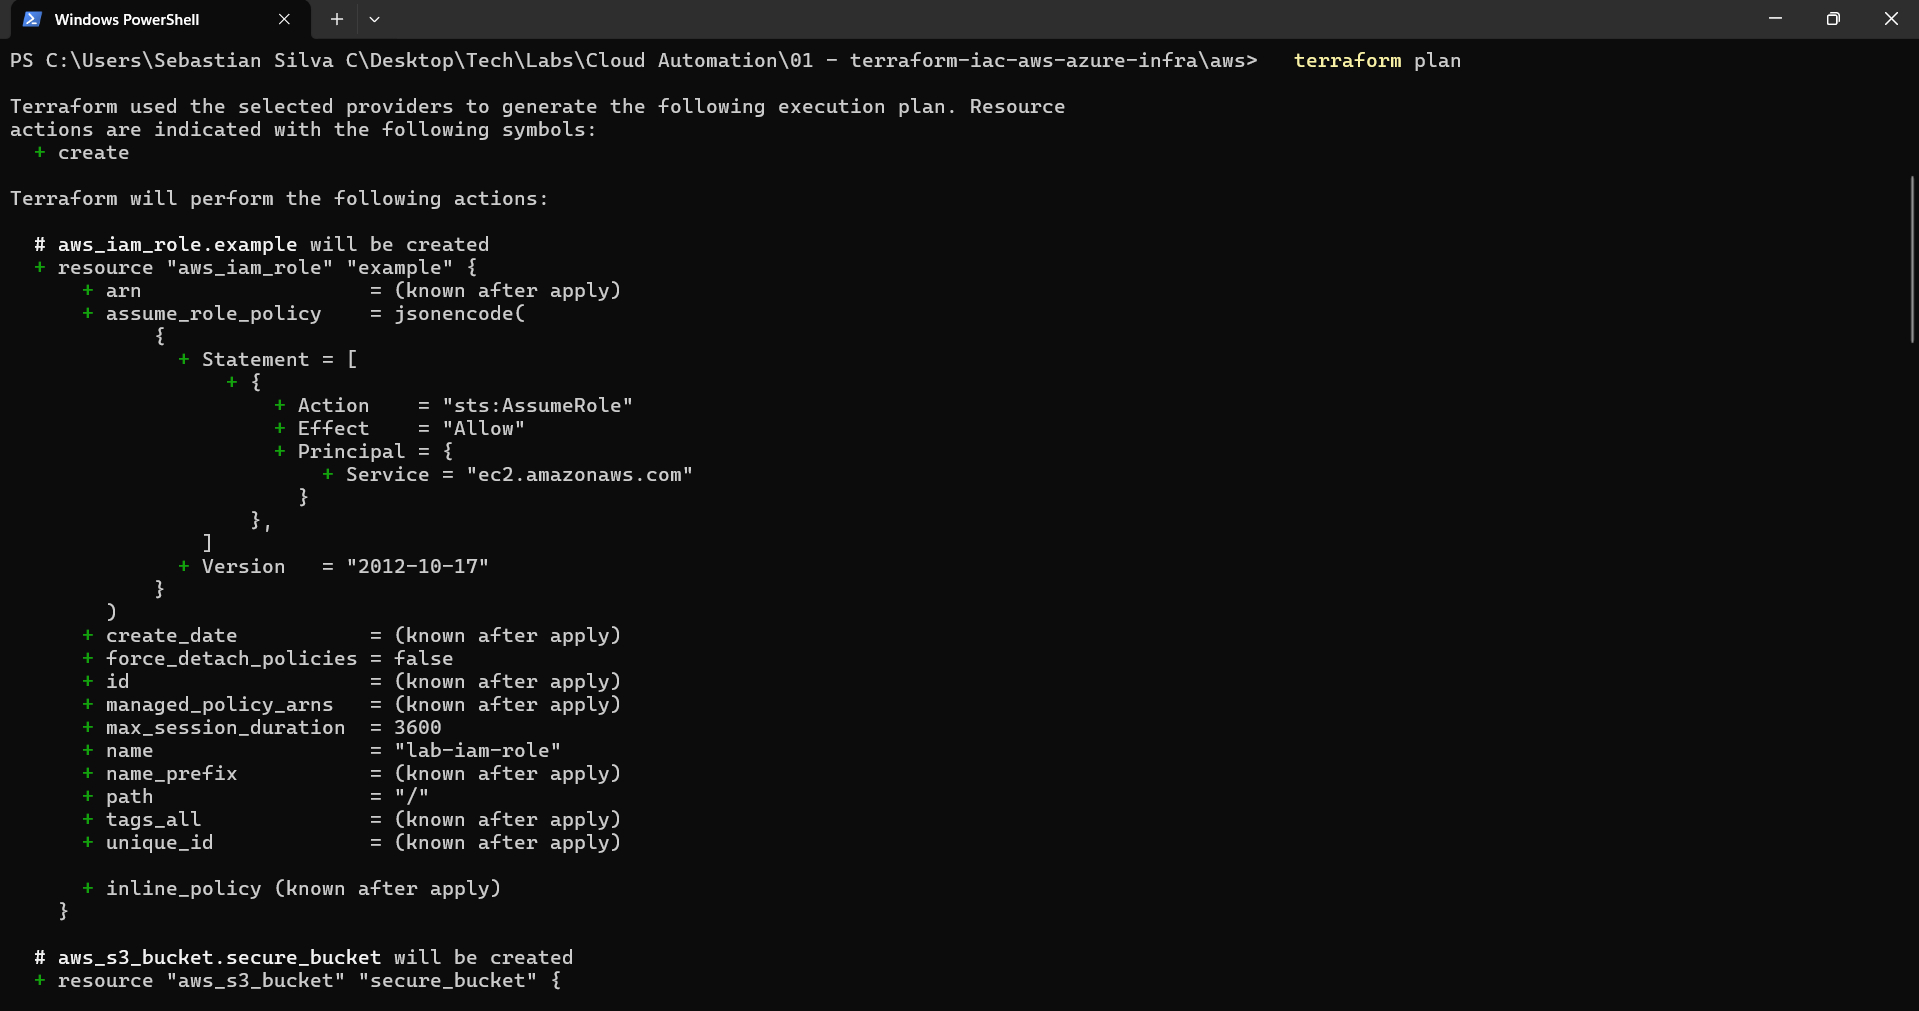 Windows PowerShell
PS C:\Users\Sebastian Silva C\Desktop\Tech\Labs\Cloud Automation\01 - terraform-iac-aws-azure-infra\aws>   terraform plan
Terraform used the selected providers to generate the following execution plan. Resource
actions are indicated with the following symbols:
  + create
Terraform will perform the following actions:
  # aws_iam_role.example will be created
  + resource "aws_iam_role" "example" {
      + arn                   = (known after apply)
      + assume_role_policy    = jsonencode(
            {
              + Statement = [
                  + {
                      + Action    = "sts:AssumeRole"
                      + Effect    = "Allow"
                      + Principal = {
                          + Service = "ec2.amazonaws.com"
                        }
                    },
                ]
              + Version   = "2012-10-17"
            }
        )
      + create_date           = (known after apply)
      + force_detach_policies = false
      + id                    = (known after apply)
      + managed_policy_arns   = (known after apply)
      + max_session_duration  = 3600
      + name                  = "lab-iam-role"
      + name_prefix           = (known after apply)
      + path                  = "/"
      + tags_all              = (known after apply)
      + unique_id             = (known after apply)
      + inline_policy (known after apply)
    }
  # aws_s3_bucket.secure_bucket will be created
  + resource "aws_s3_bucket" "secure_bucket" {